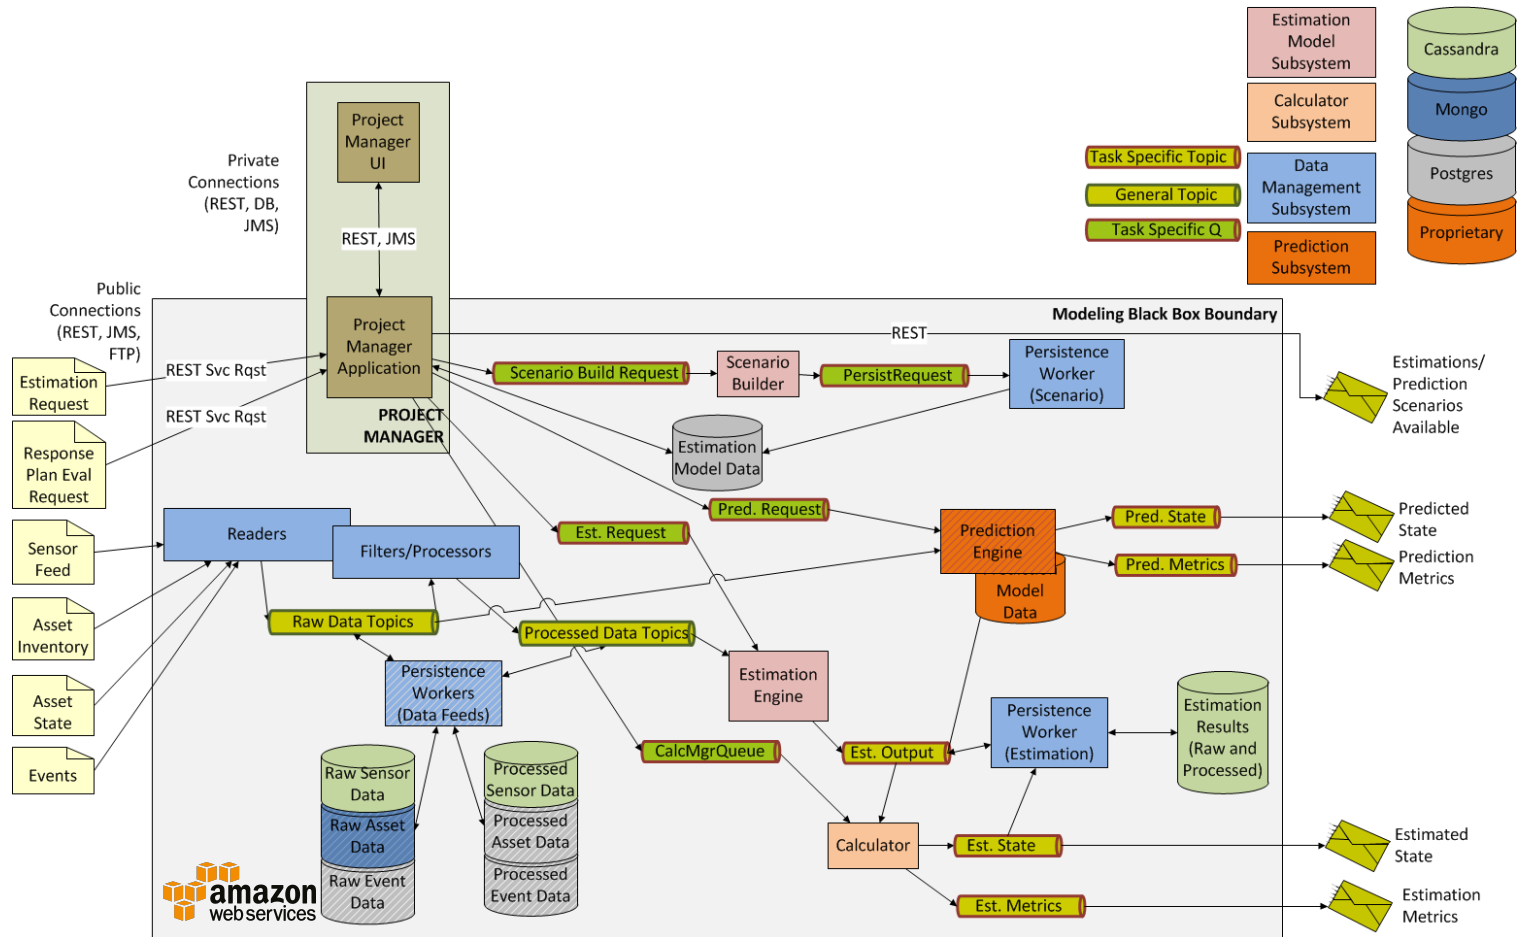 Estimation
Model
Subsystem
Cassandra
Calculator
Subsystem
Mongo
Task Specific Topic
Data
Management
Subsystem
General Topic
Postgres
Task Specific Q
Prediction
Subsystem
Proprietary
Project
Manager
UI
Private
Connections
(REST, DB,
JMS)
REST, JMS
Public
Connections
(REST, JMS,
FTP)
Modeling Black Box Boundary
Project
Manager
Application
PROJECT
MANAGER
REST
REST Svc Rqst
REST Svc Rqst
Estimation
Request
Response
Plan Eval
Request
Sensor
Feed
Asset
Inventory
Asset
State
Events
Scenario Build Request
Scenario
Builder
PersistRequest
Persistence
Worker
(Scenario)
Estimation
Model Data
Estimations/
Prediction
Scenarios
Available
Readers
Filters/Processors
Est. Request
Pred. Request
Prediction
Engine
Model
Data
Pred. State
Predicted
State
Pred. Metrics
Prediction
Metrics
Raw Data Topics
Processed Data Topics
Persistence
Workers
(Data Feeds)
Estimation
Engine
CalcMgrQueue
Est. Output
Persistence
Worker
(Estimation)
Estimation
Results
(Raw and
Processed)
Raw Sensor
Data
Raw Asset
Data
Raw Event
Data
Processed
Sensor Data
Processed
Asset Data
Processed
Event Data
Calculator
Est. State
Estimated
State
Est. Metrics
Estimation
Metrics
amazon
web services